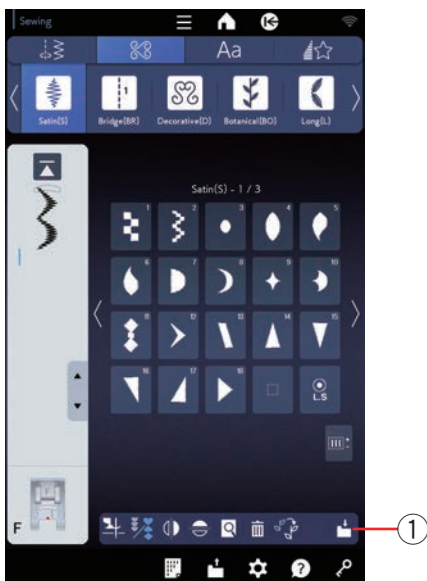 Sewing
Aa
1
Satin(S) Bridge(BR) Decorative(D) Botanical(BO) Long(L)
Satin(S) - 1 / 3
1 2 3 4 5
6 7 8 9 10
11 12 13 14 15
16 17 18
L.S
F
?
1